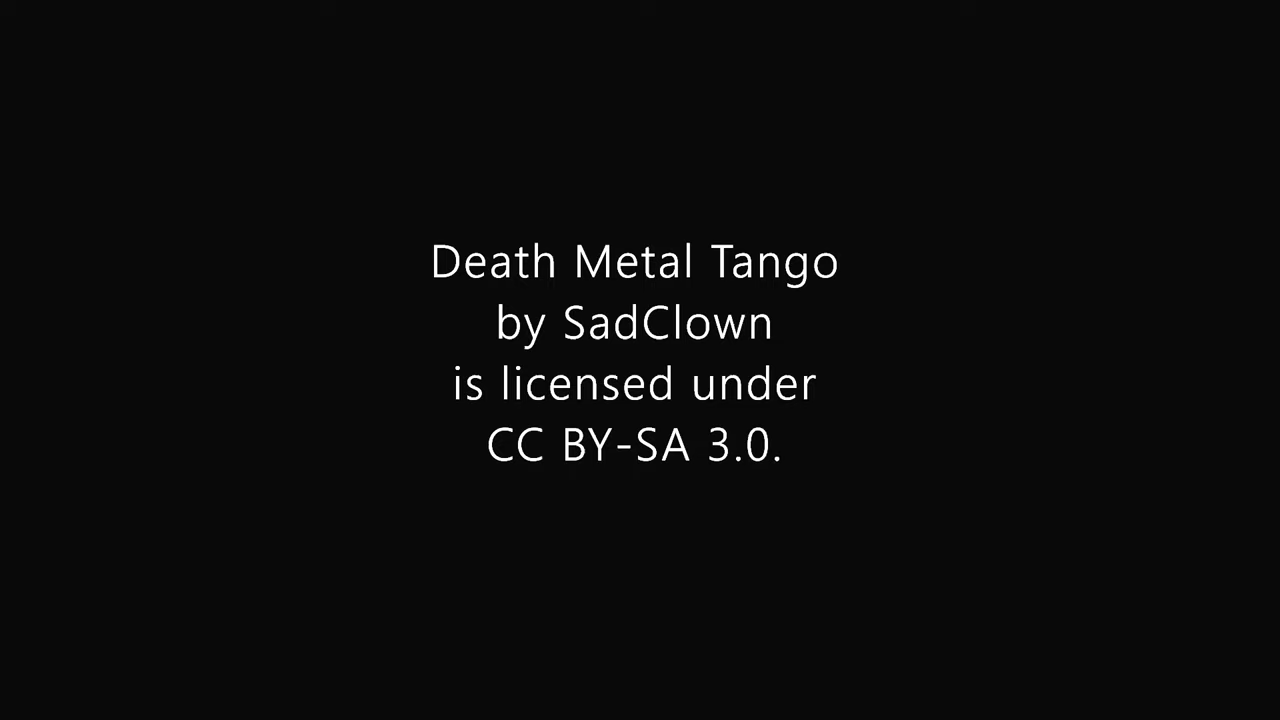 Death Metal Tango
by SadClown
is licensed under
CC BY-SA 3.0.